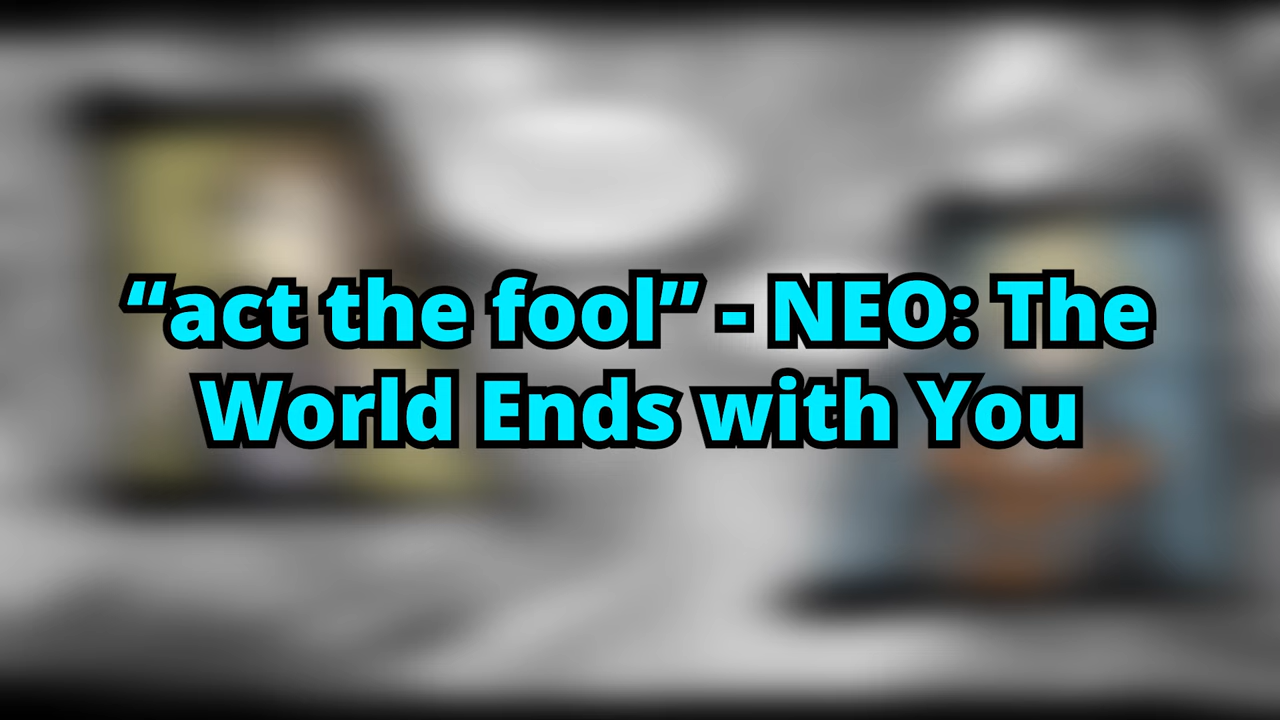 “act the fool” - NEO: The
World Ends with You